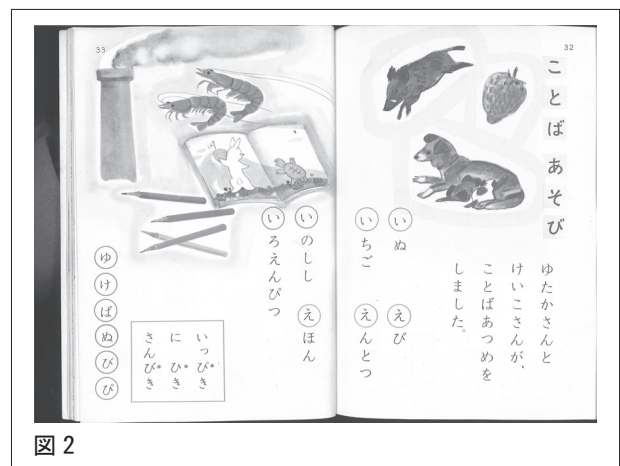 32
ことば あそび
ゆたかさんと
けいこさんが、
ことばあつめを
しました。
いぬ
えび
いちご
えんとつ
33
いのしし
えほん
いろえんぴつ
いっぴき
に ひき
さんびき
ゆ
け
ば
ぬ
び
ぴ
図2